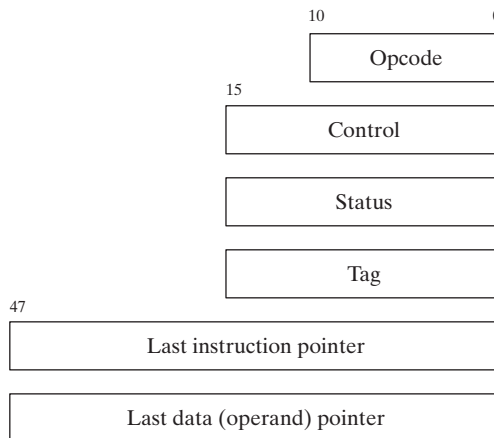 10
Opcode
15
Control
Status
Tag
47
Last instruction pointer
Last data (operand) pointer